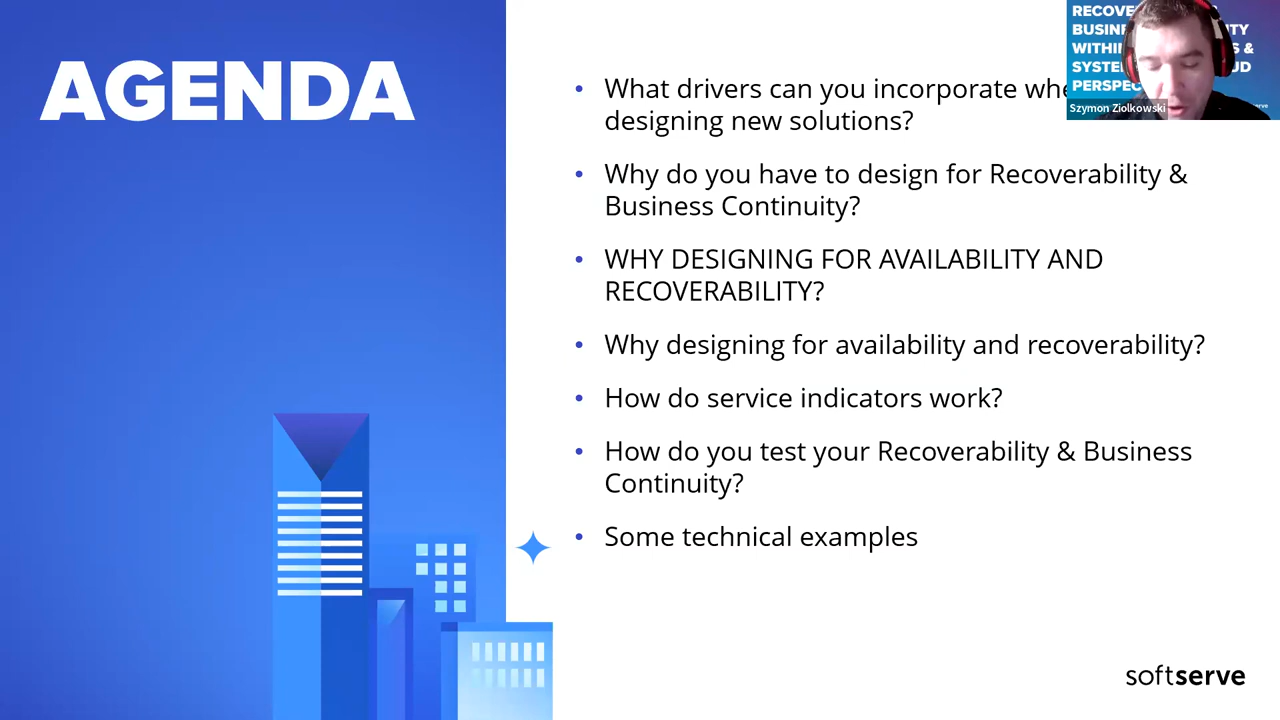 AGENDA
What drivers can you incorporate
designing new solutions?
Why do you have to design for Recoverability &
Business Continuity?
WHY DESIGNING FOR AVAILABILITY AND
RECOVERABILITY?
Why designing for availability and recoverability?
How do service indicators work?
How do you test your Recoverability & Business
Continuity?
Some technical examples
&
Szymon Ziolkowski
softserve